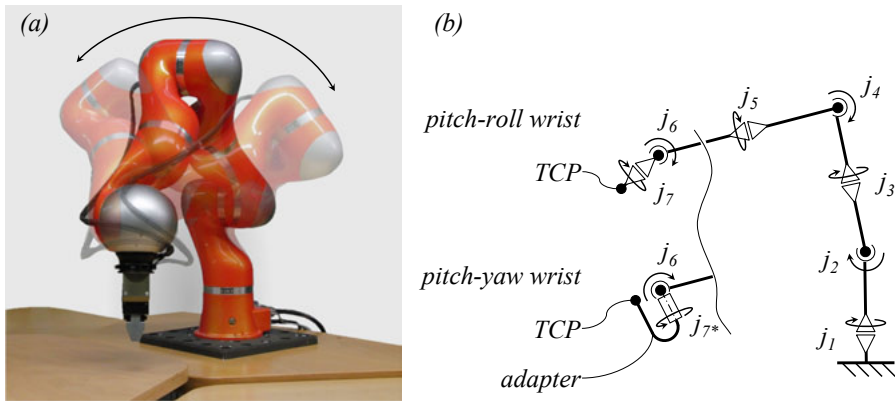 (a)
(b)
j4
j5
pitch-roll wrist
j6
TCP
j7
j3
j6
j2
pitch-yaw wrist
TCP
j7*
j1
adapter